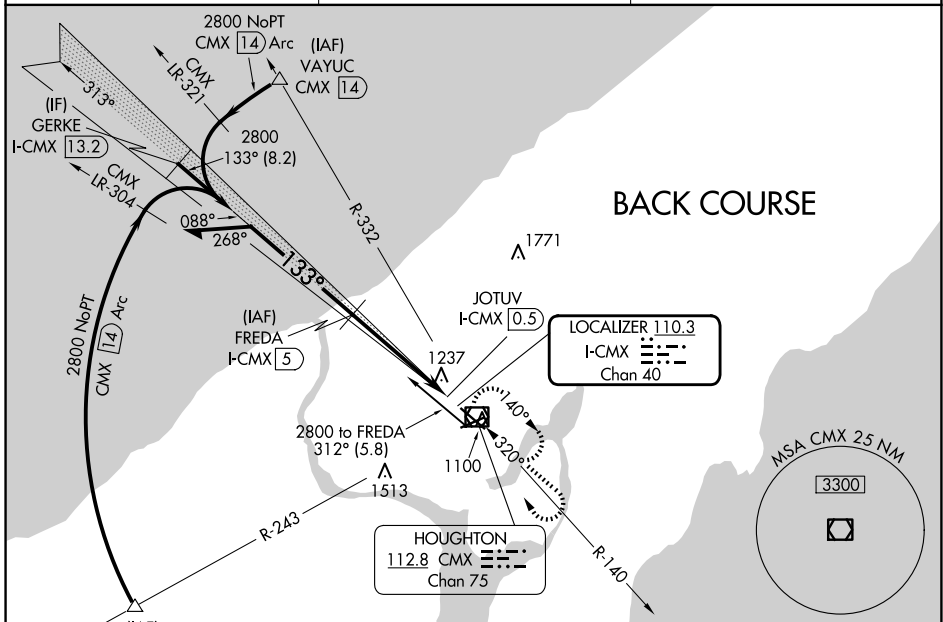 2800 NoPT
CMX 14 Arc
(IAF)
VAYUC
CMX 14
CMX
LR-321
313°
(IF)
GERKE
I-CMX 13.2
2800
133° (8.2)
CMX
LR-304
088°
268°
R-332
BACK COURSE
133°
1771
2800 NoPT
CMX 14 Arc
(IAF)
FREDA
I-CMX 5
JOTUV
I-CMX 0.5
LOCALIZER 110.3
I-CMX
Chan 40
1237
2800 to FREDA
312° (5.8)
140°
320°
1100
1513
MSA CMX 25 NM
3300
R-243
HOUGHTON
112.8 CMX
Chan 75
R-140
(IAF)